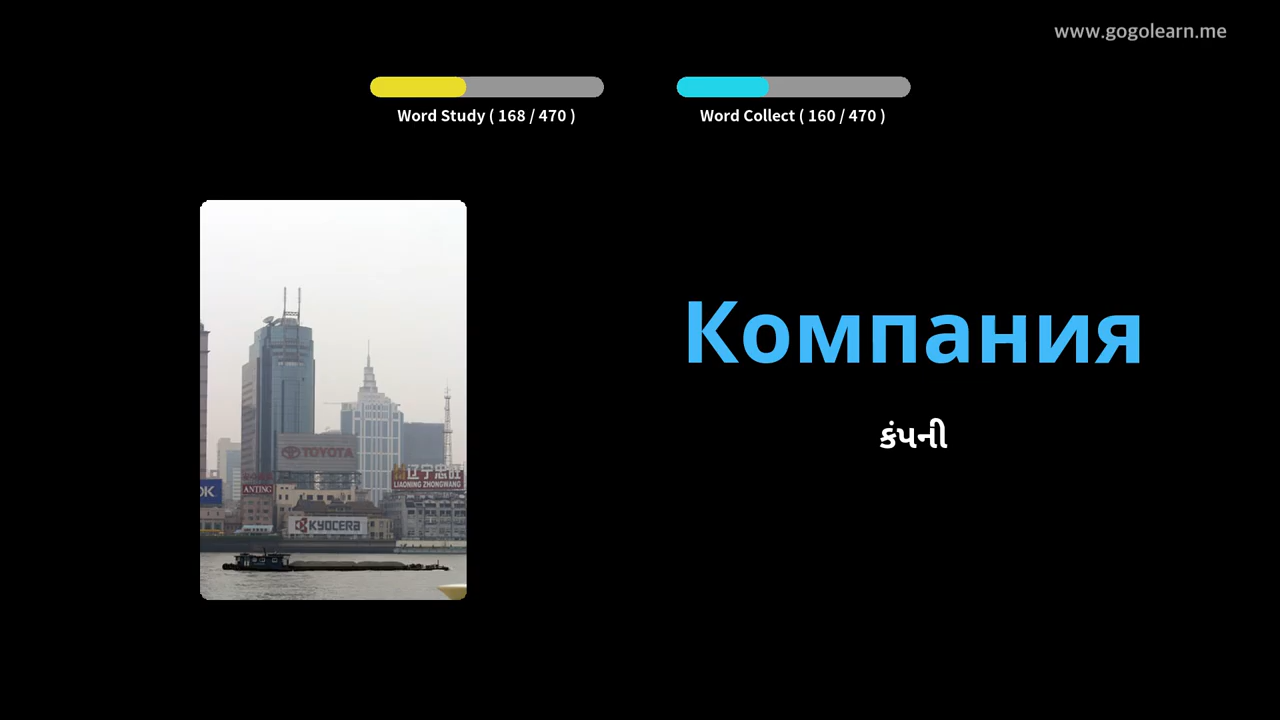 www.gogolearn.me
Word Study ( 168 / 470 )
Word Collect ( 160 / 470 )
Компания
કંપની
TOYOTA
辽宁忠旺
LIAONING ZHONGWANG
OK
ANTING
KYOCERA